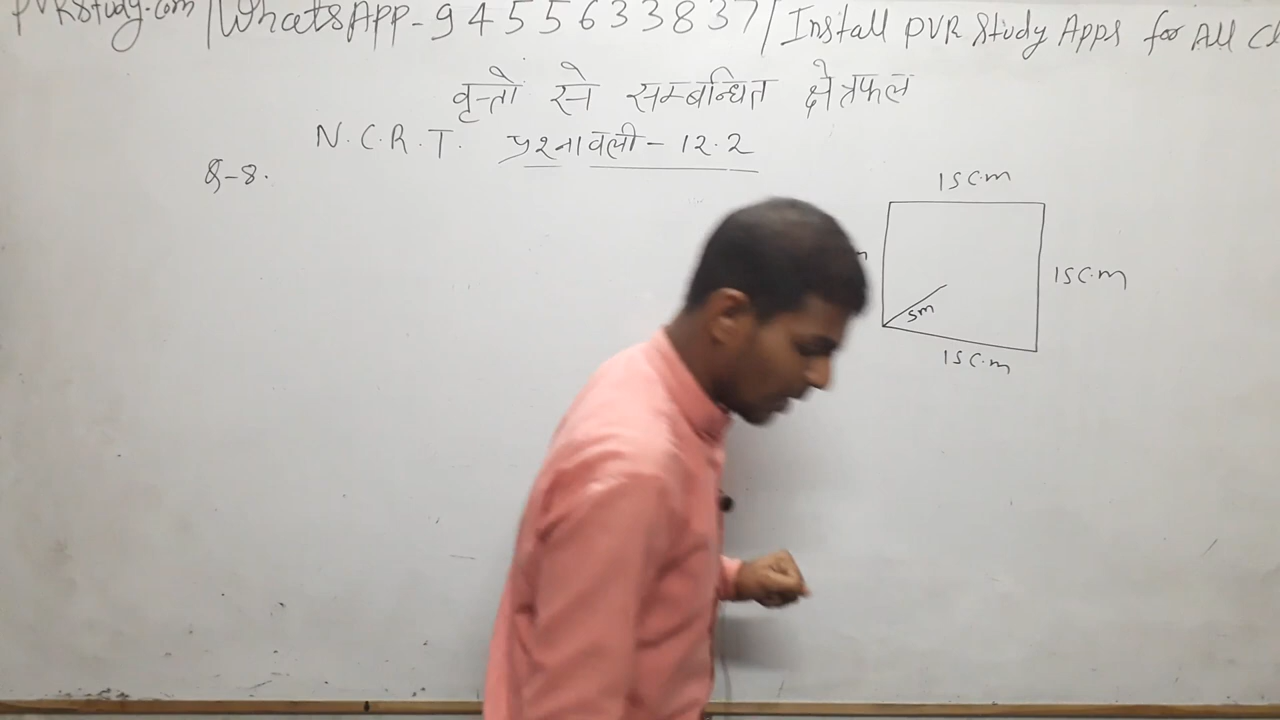 PVRStudy.com | WhatsApp - 9455633837 | Install PVR Study Apps for All
वृत्तों से सम्बन्धित क्षेत्रफल
N.C.R.T. प्रश्नावली - 12.2
Q-8.
15 c.m
15 c.m
5m
15 c.m